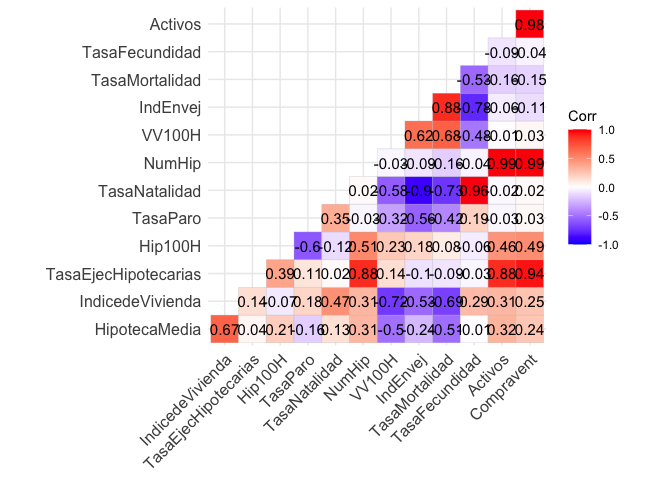 Activos 0.98
TasaFecundidad -0.09 -0.04
TasaMortalidad -0.53 -0.16 -0.15
IndEnvej 0.88 -0.78 -0.06 -0.11
VV100H 0.62 0.68 -0.48 -0.01 0.03
NumHip -0.03 -0.09 -0.16 -0.04 0.99 0.99
TasaNatalidad 0.02 -0.58 -0.9 -0.73 0.96 -0.02 0.02
TasaParo 0.35 -0.03 -0.32 -0.56 -0.42 0.19 -0.03 0.03
Hip100H -0.6 -0.12 0.51 0.23 0.18 0.08 -0.06 0.46 0.49
TasaEjecHipotecarias 0.39 0.11 0.02 0.88 0.14 -0.1 -0.09 0.03 0.88 0.94
IndicedeVivienda 0.14 -0.07 0.18 0.47 0.31 -0.72 -0.53 -0.69 0.29 0.31 0.25
HipotecaMedia 0.67 0.04 0.21 -0.16 0.13 0.31 -0.5 -0.24 -0.51 0.01 0.32 0.24
IndicedeVivienda
TasaEjecHipotecarias
Hip100H
TasaParo
TasaNatalidad
NumHip
VV100H
IndEnvej
TasaMortalidad
TasaFecundidad
Activos
Compravent
Corr
1.0
0.5
0.0
-0.5
-1.0